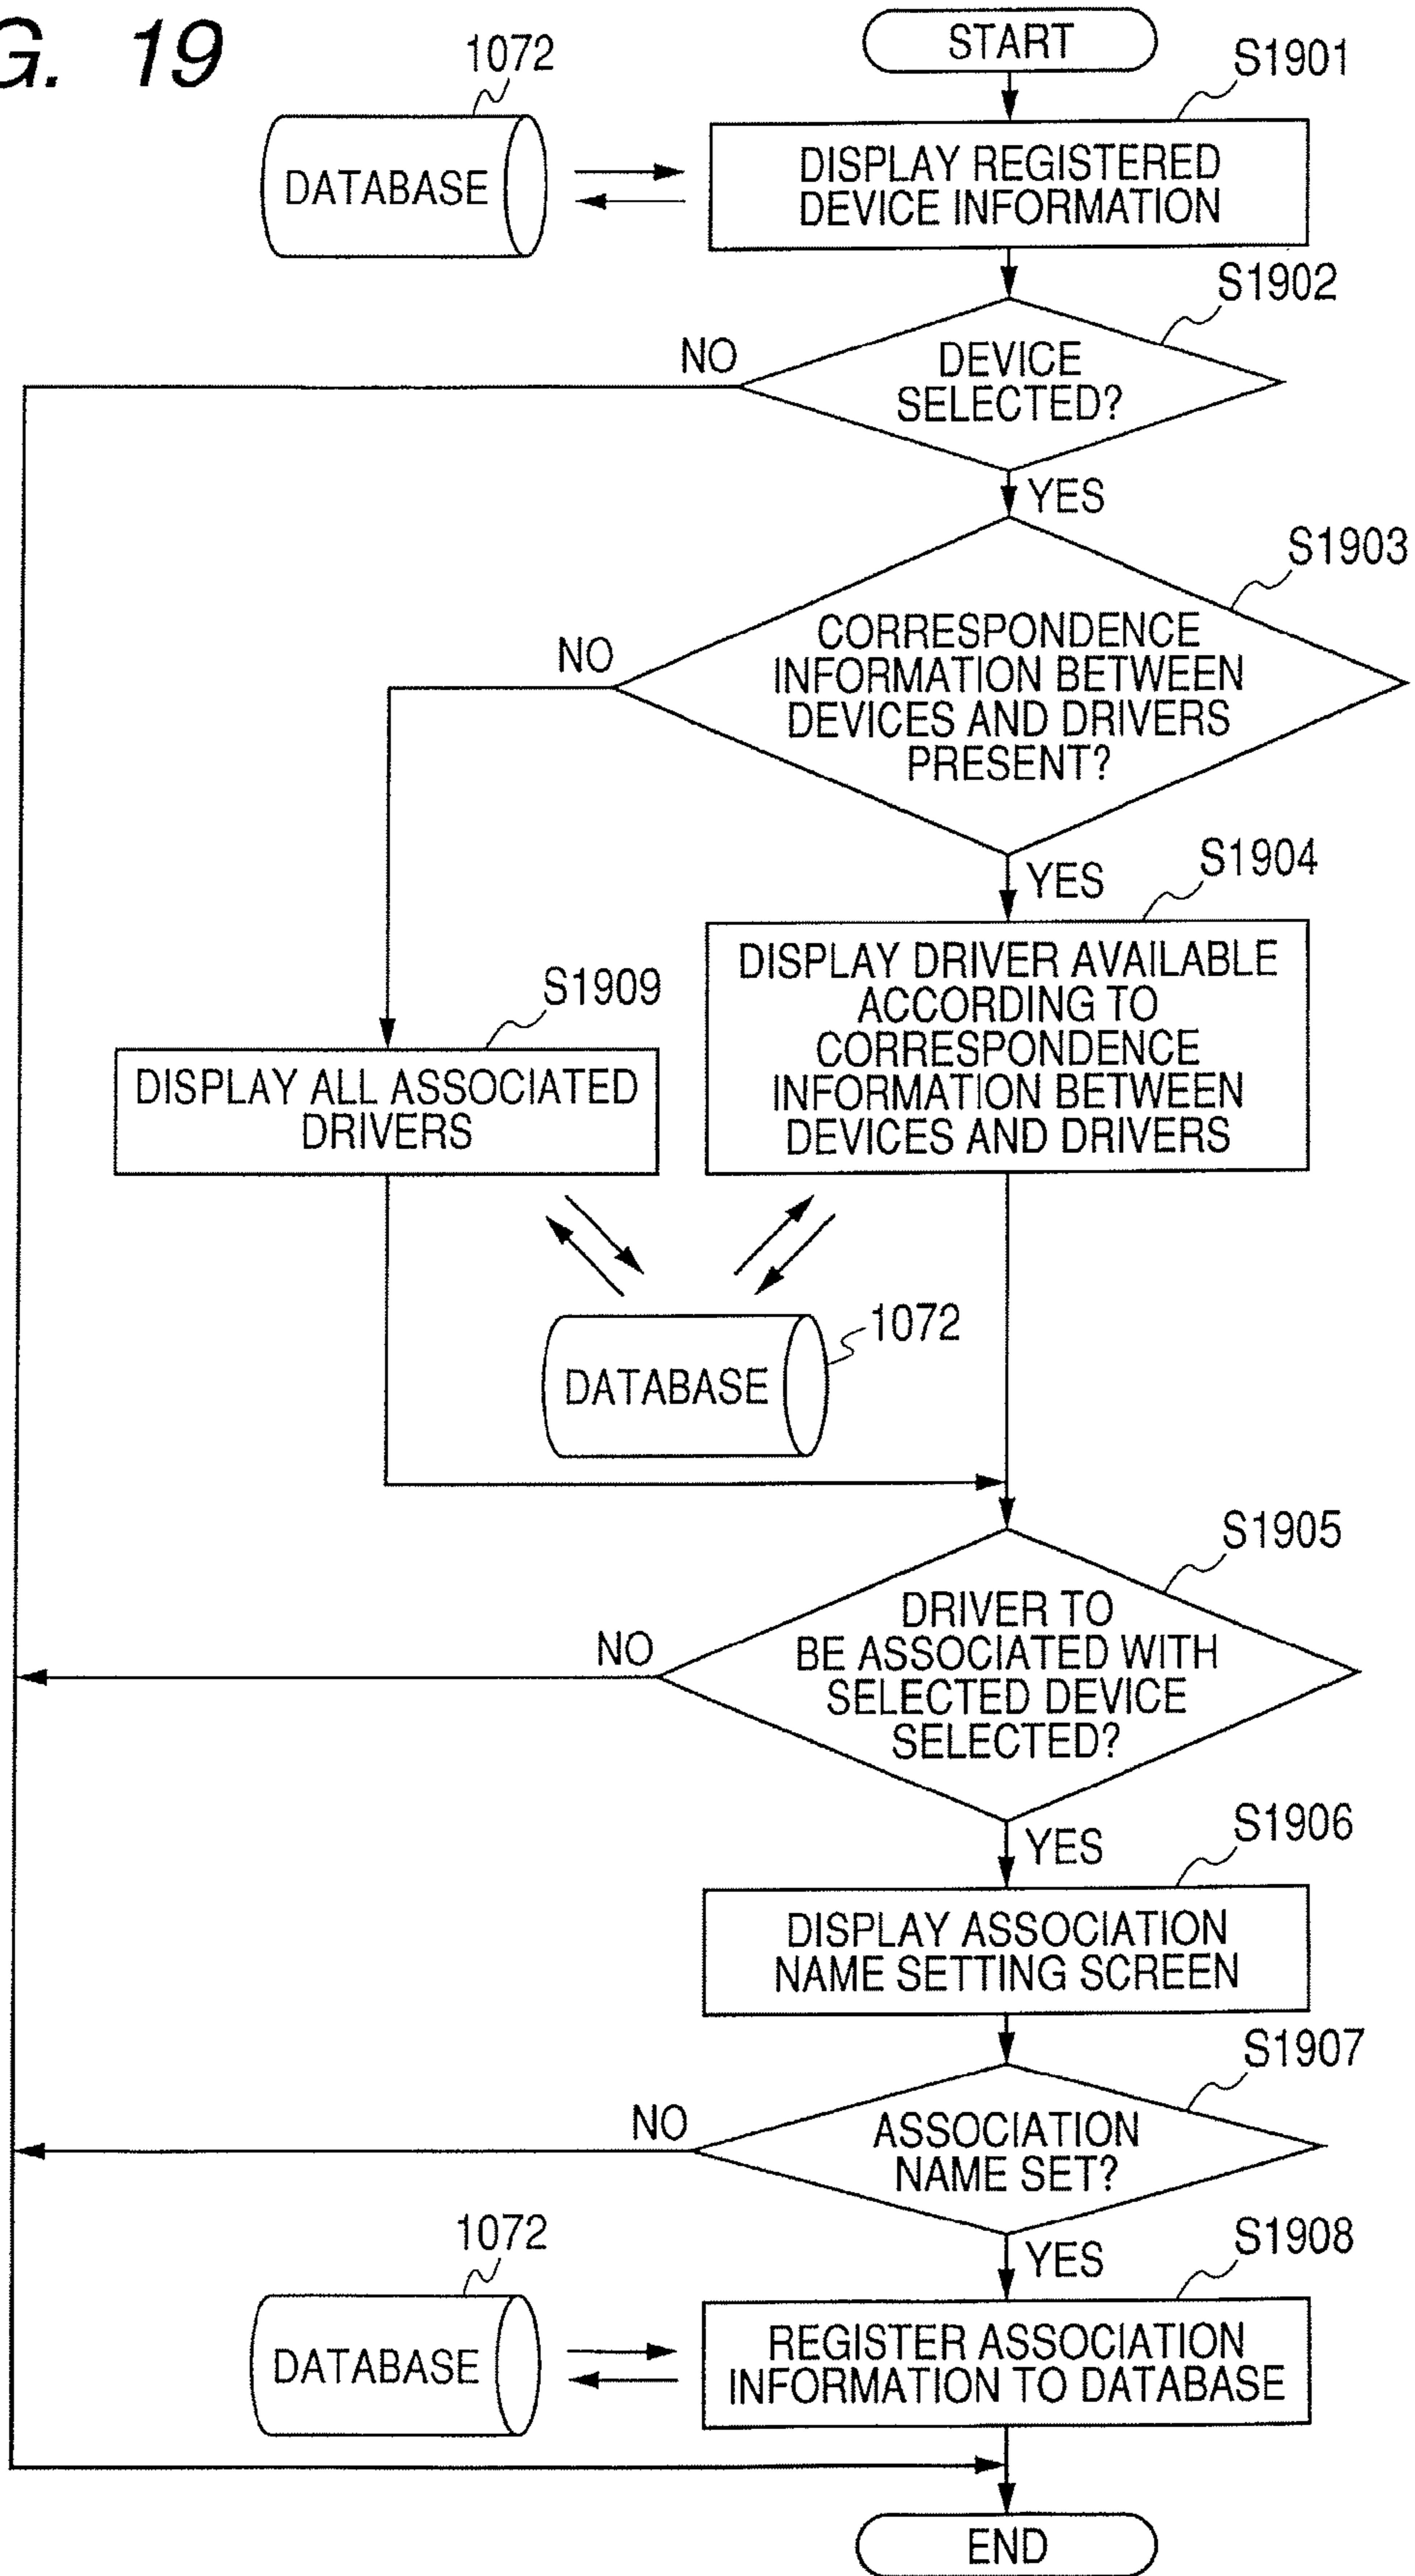 G. 19
1072
START
S1901
DATABASE
DISPLAY REGISTERED
DEVICE INFORMATION
S1902
NO
DEVICE
SELECTED?
YES
S1903
NO
CORRESPONDENCE
INFORMATION BETWEEN
DEVICES AND DRIVERS
PRESENT?
YES
S1904
DISPLAY DRIVER AVAILABLE
ACCORDING TO
CORRESPONDENCE
INFORMATION BETWEEN
DEVICES AND DRIVERS
S1909
DISPLAY ALL ASSOCIATED
DRIVERS
1072
DATABASE
S1905
NO
DRIVER TO
BE ASSOCIATED WITH
SELECTED DEVICE
SELECTED?
YES
S1906
DISPLAY ASSOCIATION
NAME SETTING SCREEN
S1907
NO
ASSOCIATION
NAME SET?
YES
S1908
1072
DATABASE
REGISTER ASSOCIATION
INFORMATION TO DATABASE
END